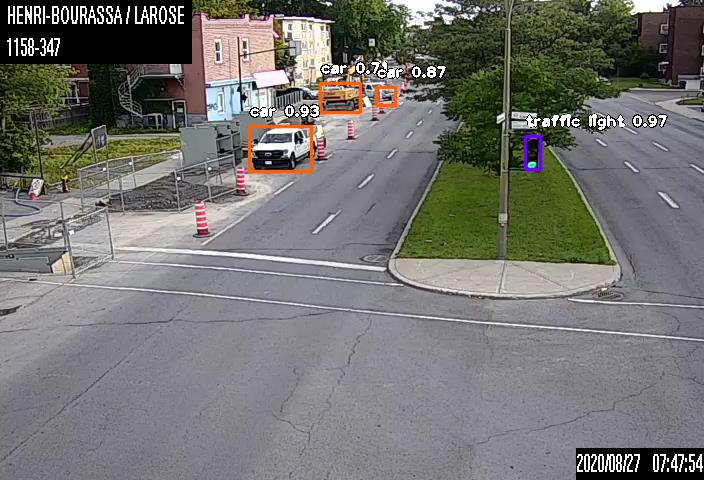 HENRI-BOURASSA / LAROSE
1158-347
car 0.71
car 0.87
car 0.93
traffic light 0.97
2020/08/27 07:47:54